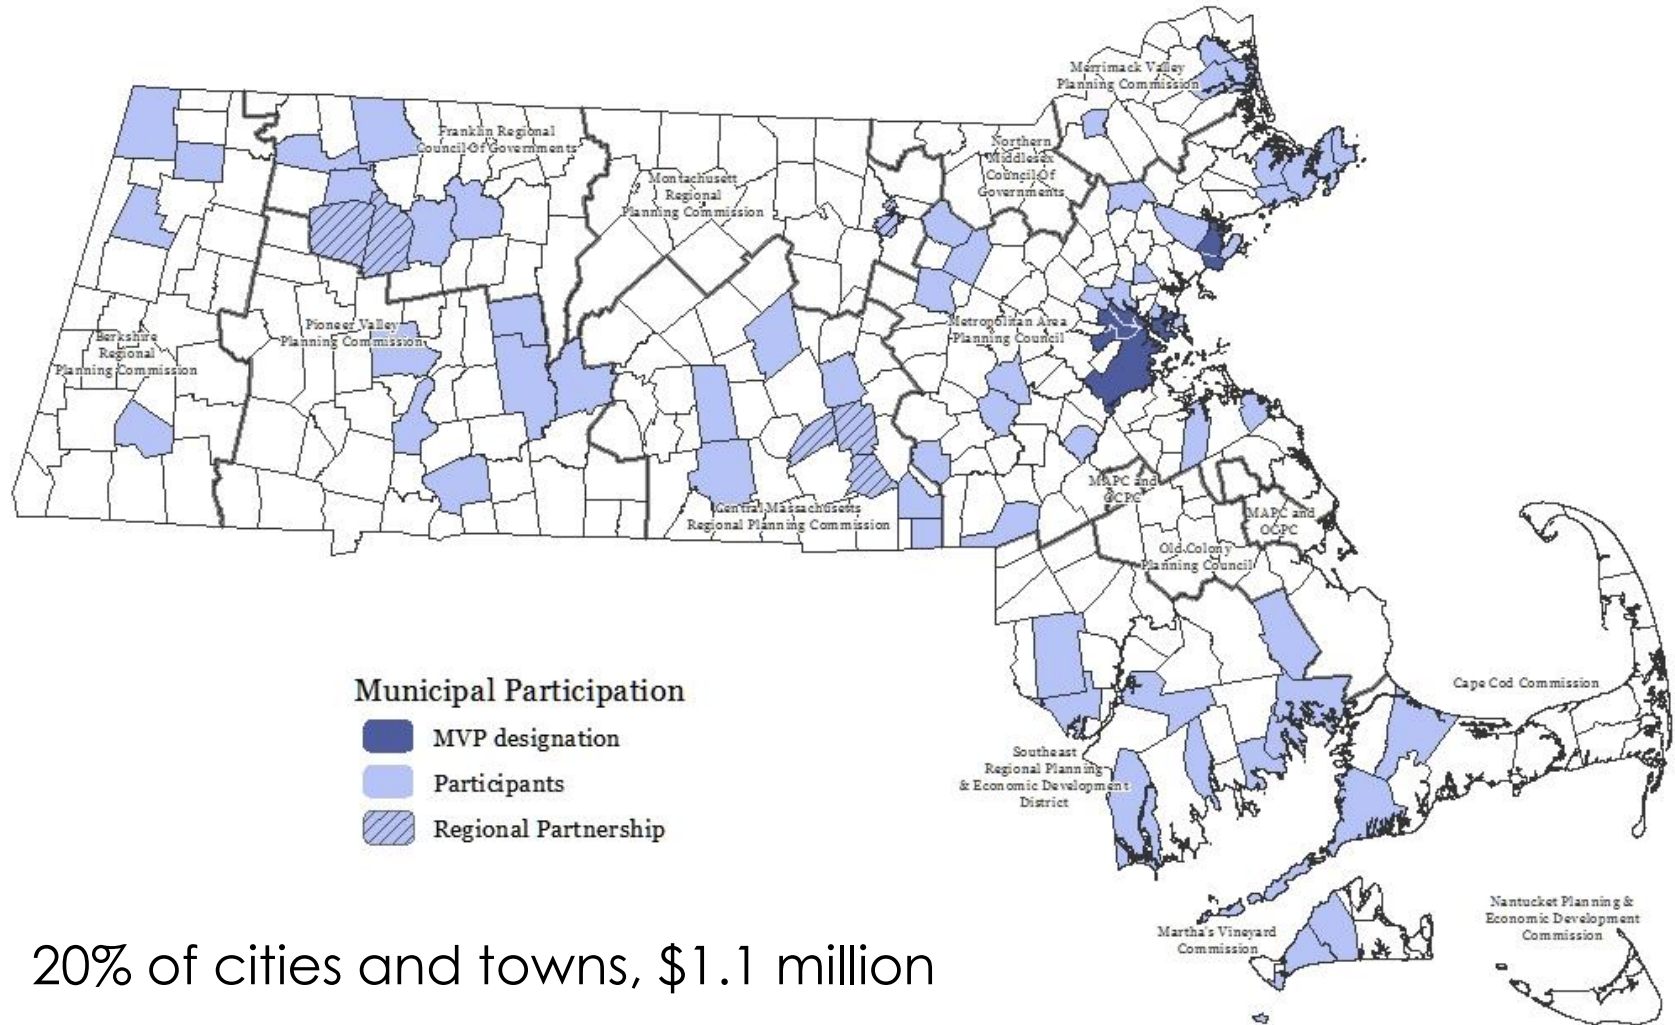 Merrimack Valley
Planning Commission
Franklin Regional
Council Of Governments
Northern
Middlesex
Council Of
Governments
Montachusett
Regional
Planning Commission
Metropolitan Area
Planning Council
Pioneer Valley
Planning Commission
Berkshire
Regional
Planning Commission
MAPC and
OCPC
MAPC and
OCPC
Central Massachusetts
Regional Planning Commission
Old Colony
Planning Council
Cape Cod Commission
Municipal Participation
MVP designation
Participants
Regional Partnership
Southeast
Regional Planning
& Economic Development
District
Martha's Vineyard
Commission
Nantucket Planning &
Economic Development
Commission
20% of cities and towns, $1.1 million